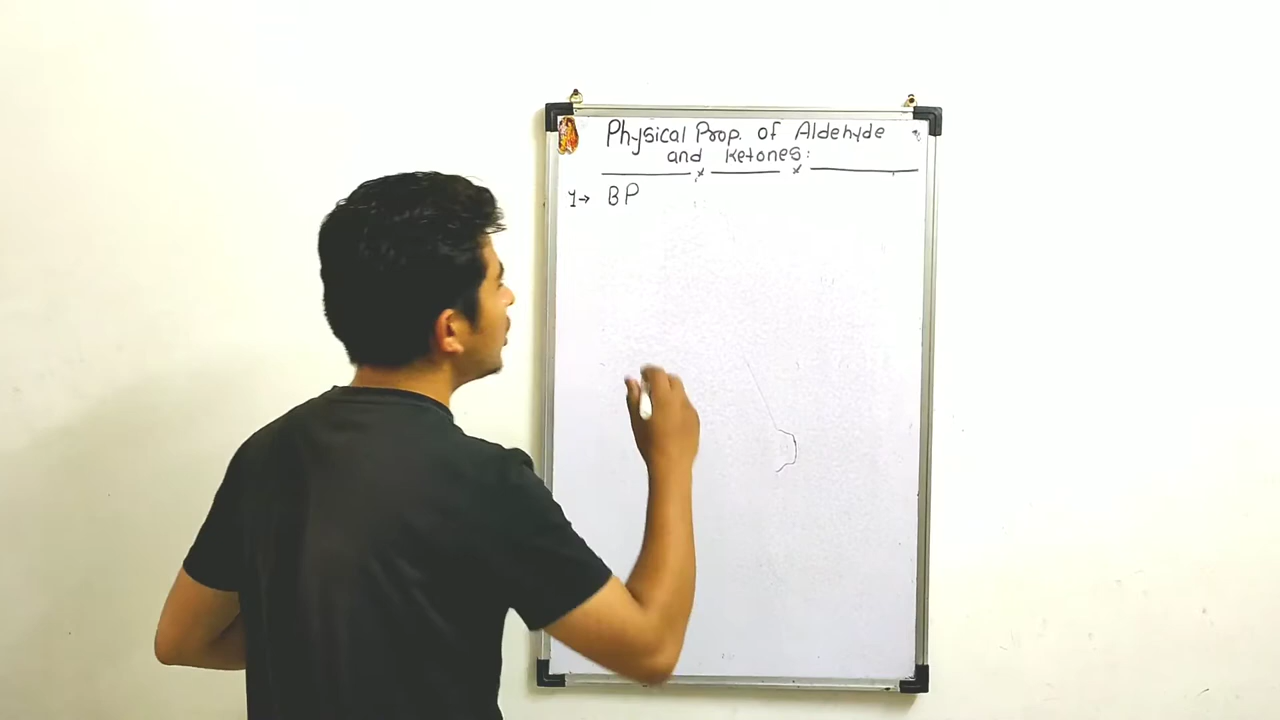 Physical Prop. of Aldehyde
and Ketones:
1→ BP